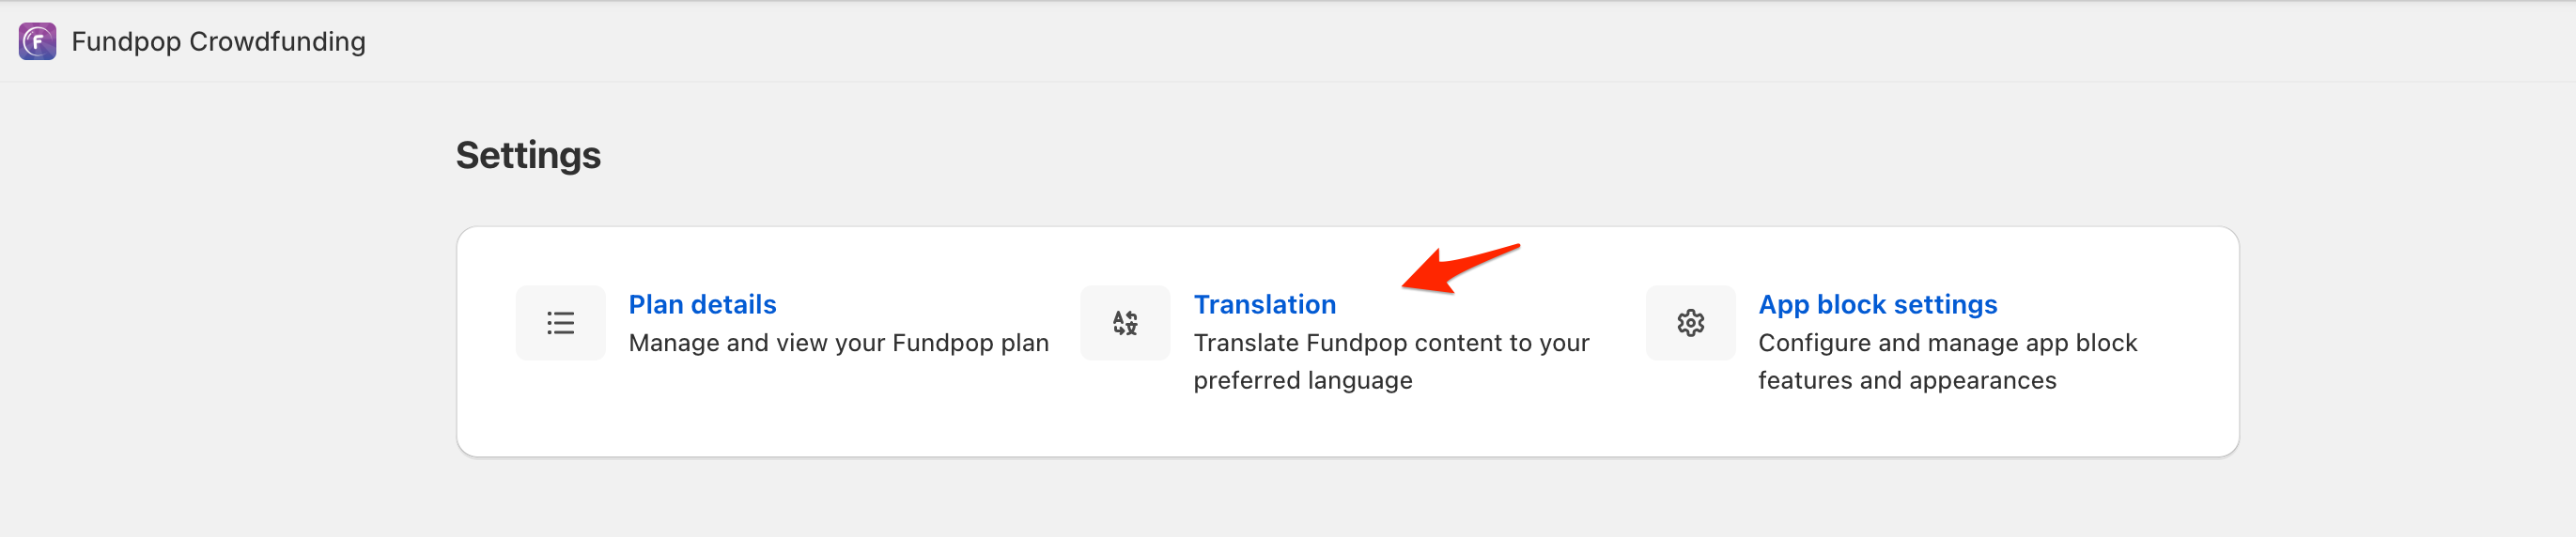 Fundpop Crowdfunding
Settings
Plan details
Manage and view your Fundpop plan
Translation
Translate Fundpop content to your
preferred language
App block settings
Configure and manage app block
features and appearances